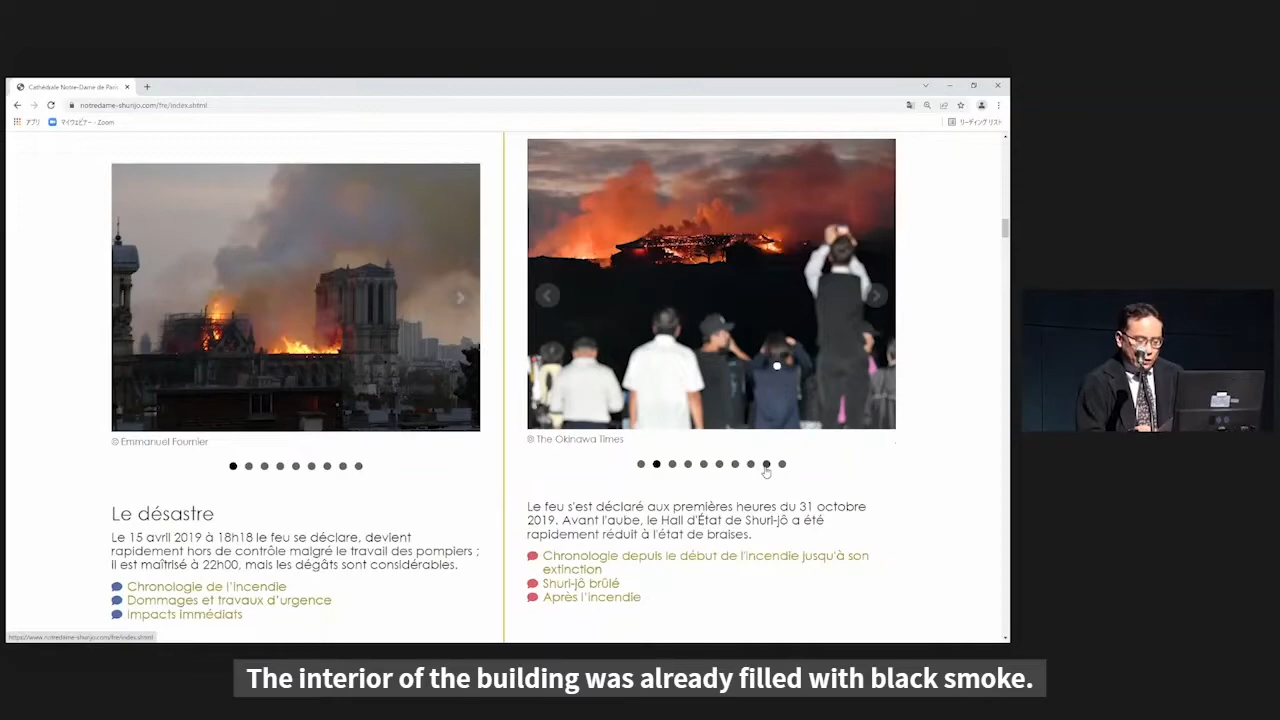 Cathédrale Notre-Dame de Paris
notredame-shurijo.com/fre/index.shtml
アプリ
マイウェビナー - Zoom
リーディング リスト
© Emmanuel Fournier
Le désastre
Le 15 avril 2019 à 18h18 le feu se déclare, devient
rapidement hors de contrôle malgré le travail des pompiers ;
il est maîtrisé à 22h00, mais les dégâts sont considérables.
Chronologie de l'incendie
Dommages et travaux d'urgence
Impacts immédiats
© The Okinawa Times
Le feu s'est déclaré aux premières heures du 31 octobre
2019. Avant l'aube, le Hall d'État de Shuri-jô a été
rapidement réduit à l'état de braises.
Chronologie depuis le début de l'incendie jusqu'à son
extinction
Shuri-jô brûlé
Après l'incendie
https://www.notredame-shurijo.com/fre/index.shtml
The interior of the building was already filled with black smoke.